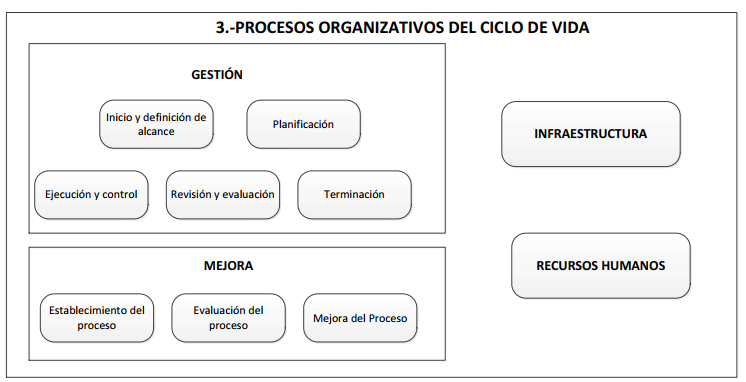 3.-PROCESOS ORGANIZATIVOS DEL CICLO DE VIDA
GESTIÓN
Inicio y definición de
alcance
Planificación
Ejecución y control
Revisión y evaluación
Terminación
MEJORA
Establecimiento del
proceso
Evaluación del
proceso
Mejora del Proceso
INFRAESTRUCTURA
RECURSOS HUMANOS